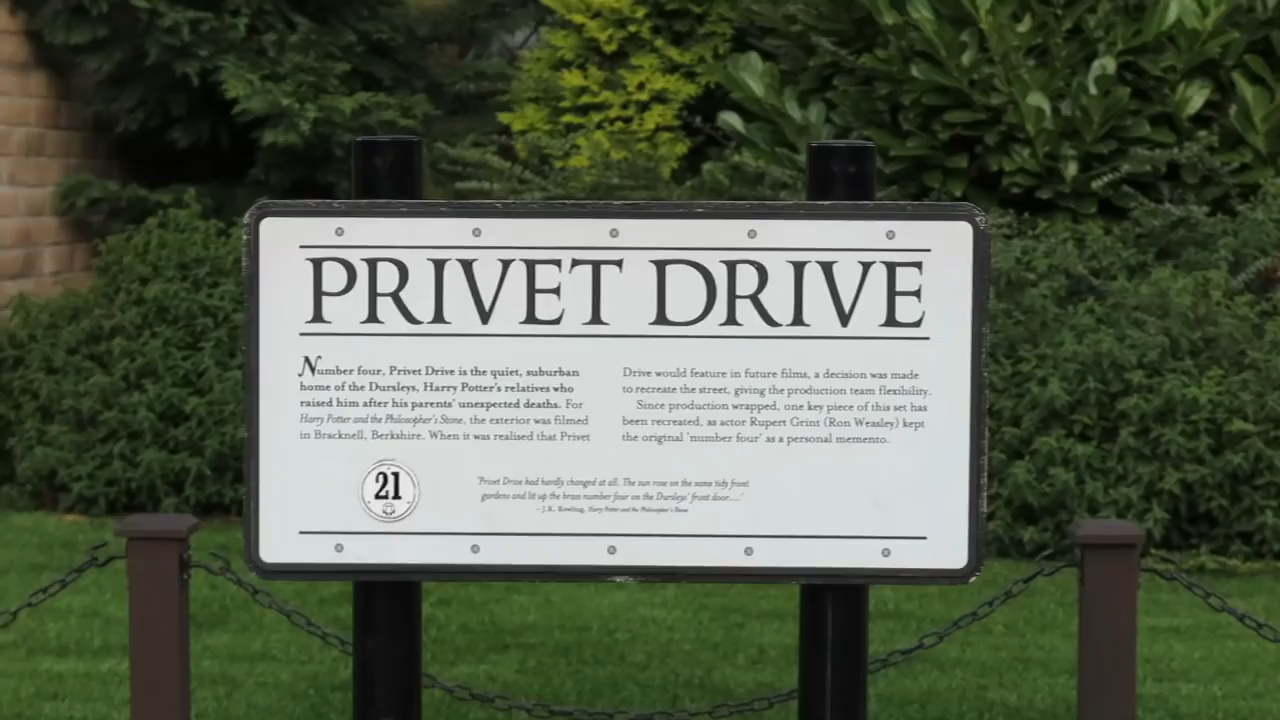 PRIVET DRIVE
Number four, Privet Drive is the quiet, suburban
home of the Dursleys, Harry Potter's relatives who
raised him after his parents' unexpected deaths. For
Harry Potter and the Philosopher's Stone, the exterior was filmed
in Bracknell, Berkshire. When it was realised that Privet
Drive would feature in future films, a decision was made
to recreate the street, giving the production team flexibility.
Since production wrapped, one key piece of this set has
been recreated, as actor Rupert Grint (Ron Weasley) kept
the original 'number four' as a personal memento.
21
'Privet Drive had hardly changed at all. The sun rose on the same tidy front
gardens and lit up the brass number four on the Dursleys' front door....'
- J.K. Rowling, Harry Potter and the Philosopher's Stone